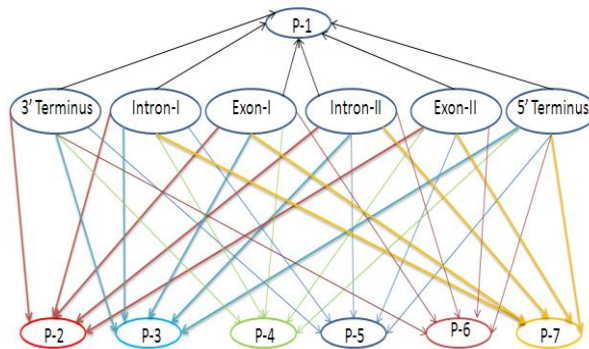 P-1
3' Terminus Intron-I Exon-I Intron-II Exon-II 5' Terminus
P-2 P-3 P-4 P-5 P-6 P-7